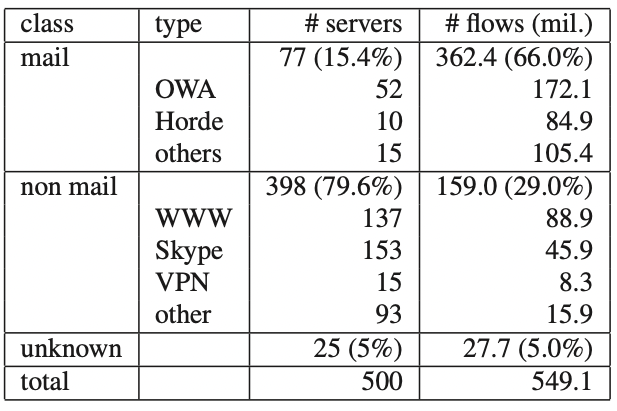 class type # servers # flows (mil.)
mail 77 (15.4%) 362.4 (66.0%)
OWA 52 172.1
Horde 10 84.9
others 15 105.4
non mail 398 (79.6%) 159.0 (29.0%)
WWW 137 88.9
Skype 153 45.9
VPN 15 8.3
other 93 15.9
unknown 25 (5%) 27.7 (5.0%)
total 500 549.1